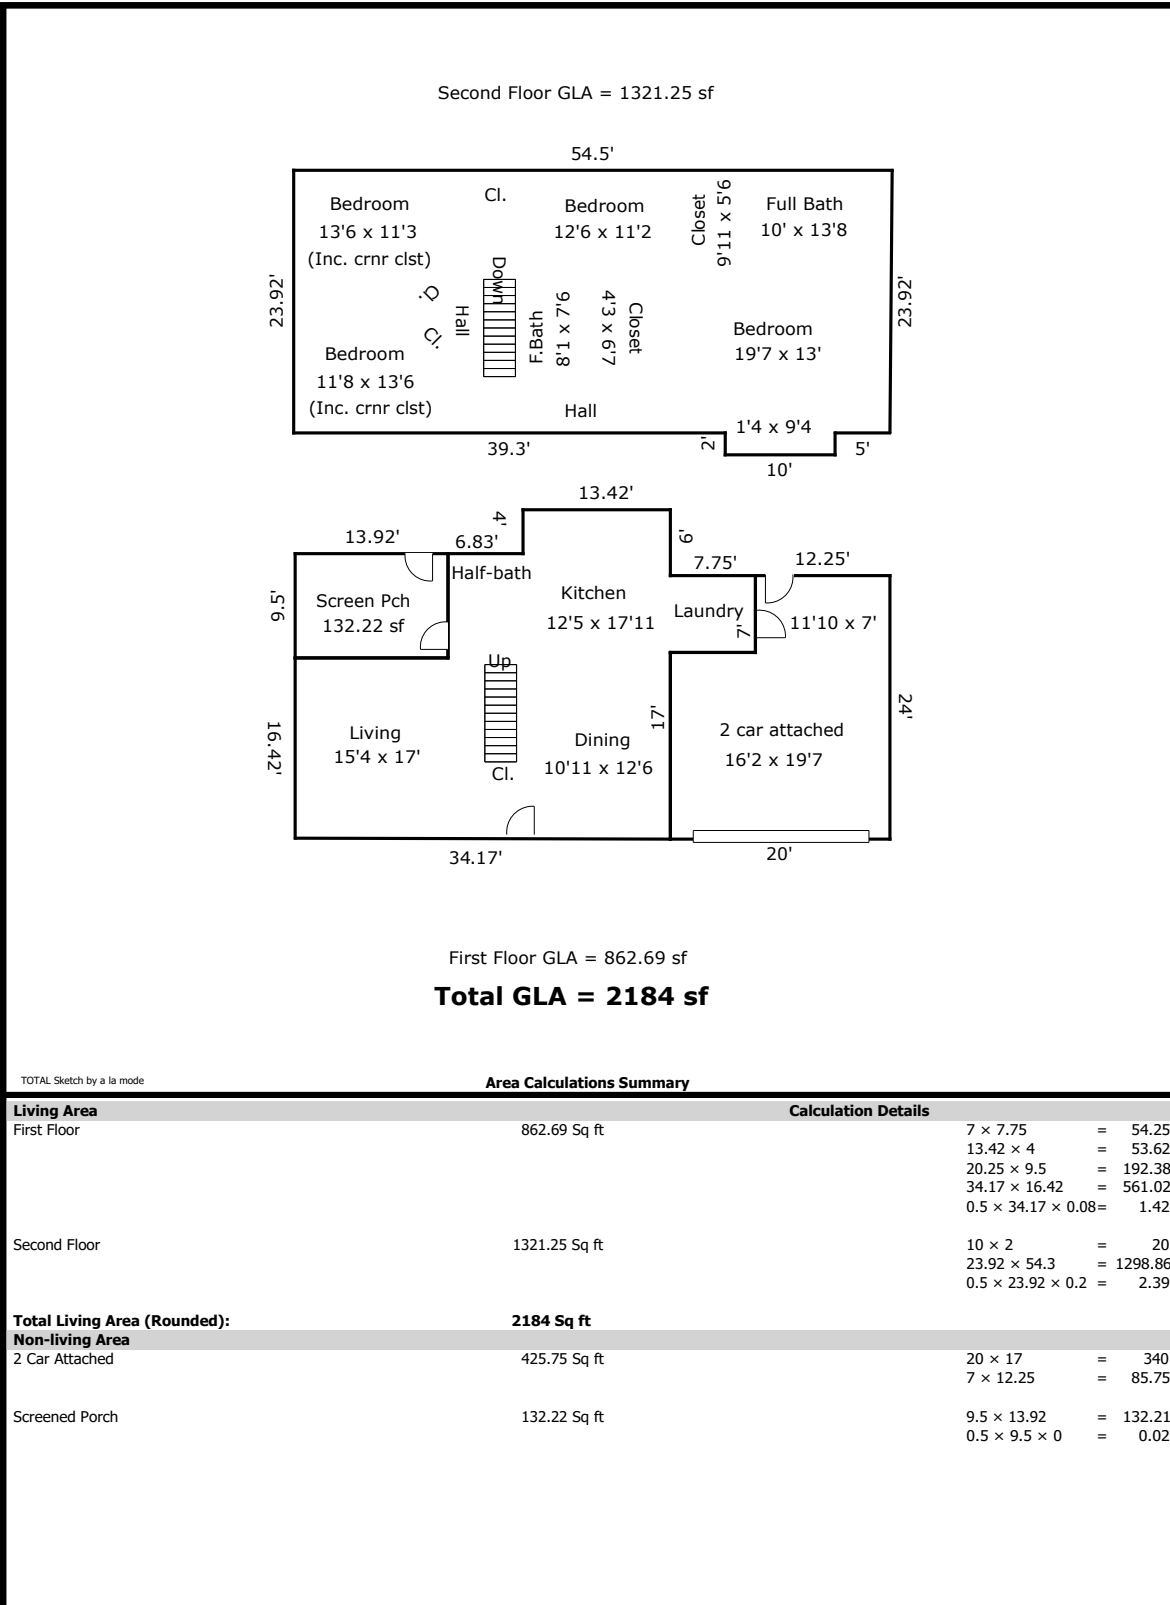 Second Floor GLA = 1321.25 sf
54.5'
Bedroom
13'6 x 11'3
(Inc. crnr clst)
Cl.
Bedroom
12'6 x 11'2
Closet
9'11 x 5'6
Full Bath
10' x 13'8
23.92'
23.92'
Down
Cl.
Cl.
Hall
F.Bath
8'1 x 7'6
4'3 x 6'7
Closet
Bedroom
19'7 x 13'
Bedroom
11'8 x 13'6
(Inc. crnr clst)
Hall
1'4 x 9'4
39.3'
2'
10'
5'
13.42'
4'
13.92'
6.83'
6'
7.75'
12.25'
Half-bath
9.5'
Screen Pch
132.22 sf
Kitchen
12'5 x 17'11
Laundry
7'
11'10 x 7'
Up
16.42'
Living
15'4 x 17'
Cl.
Dining
10'11 x 12'6
17'
2 car attached
16'2 x 19'7
24'
34.17'
20'
First Floor GLA = 862.69 sf
Total GLA = 2184 sf
TOTAL Sketch by a la mode
Area Calculations Summary
Living Area Calculation Details
First Floor 862.69 Sq ft 7 × 7.75 = 54.25
13.42 × 4 = 53.62
20.25 × 9.5 = 192.38
34.17 × 16.42 = 561.02
0.5 × 34.17 × 0.08= 1.42
Second Floor 1321.25 Sq ft 10 × 2 = 20
23.92 × 54.3 = 1298.86
0.5 × 23.92 × 0.2 = 2.39
Total Living Area (Rounded): 2184 Sq ft
Non-living Area
2 Car Attached 425.75 Sq ft 20 × 17 = 340
7 × 12.25 = 85.75
Screened Porch 132.22 Sq ft 9.5 × 13.92 = 132.21
0.5 × 9.5 × 0 = 0.02